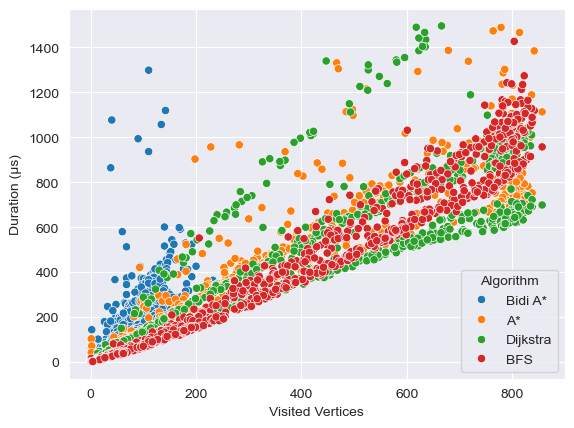 1400
1200
1000
800
600
400
200
0
Duration (µs)
0 200 400 600 800
Visited Vertices
Algorithm
Bidi A*
A*
Dijkstra
BFS